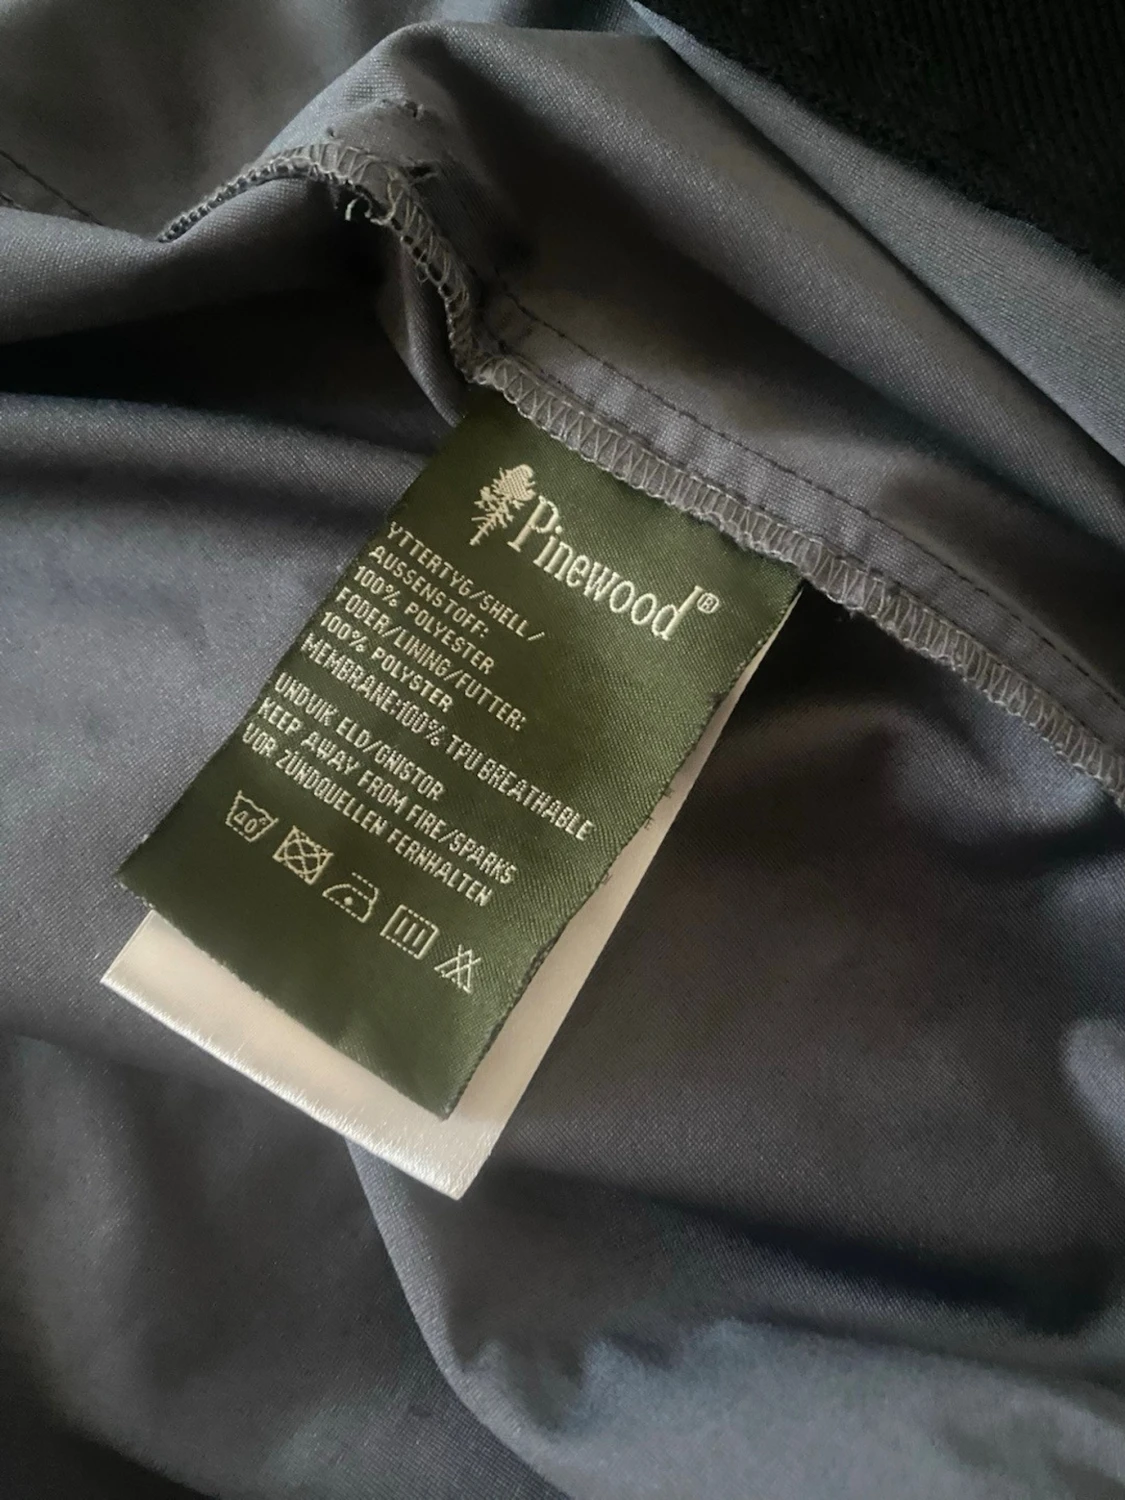 Pinewood®
YTTERTYG/SHELL/
AUSSENSTOFF:
100% POLYESTER
FODER/LINING/FUTTER:
100% POLYSTER
MEMBRANE:100% TPU BREATHABLE
UNDVIK ELD/GNISTOR
KEEP AWAY FROM FIRE/SPARKS
VOR ZÜNDQUELLEN FERNHALTEN
40